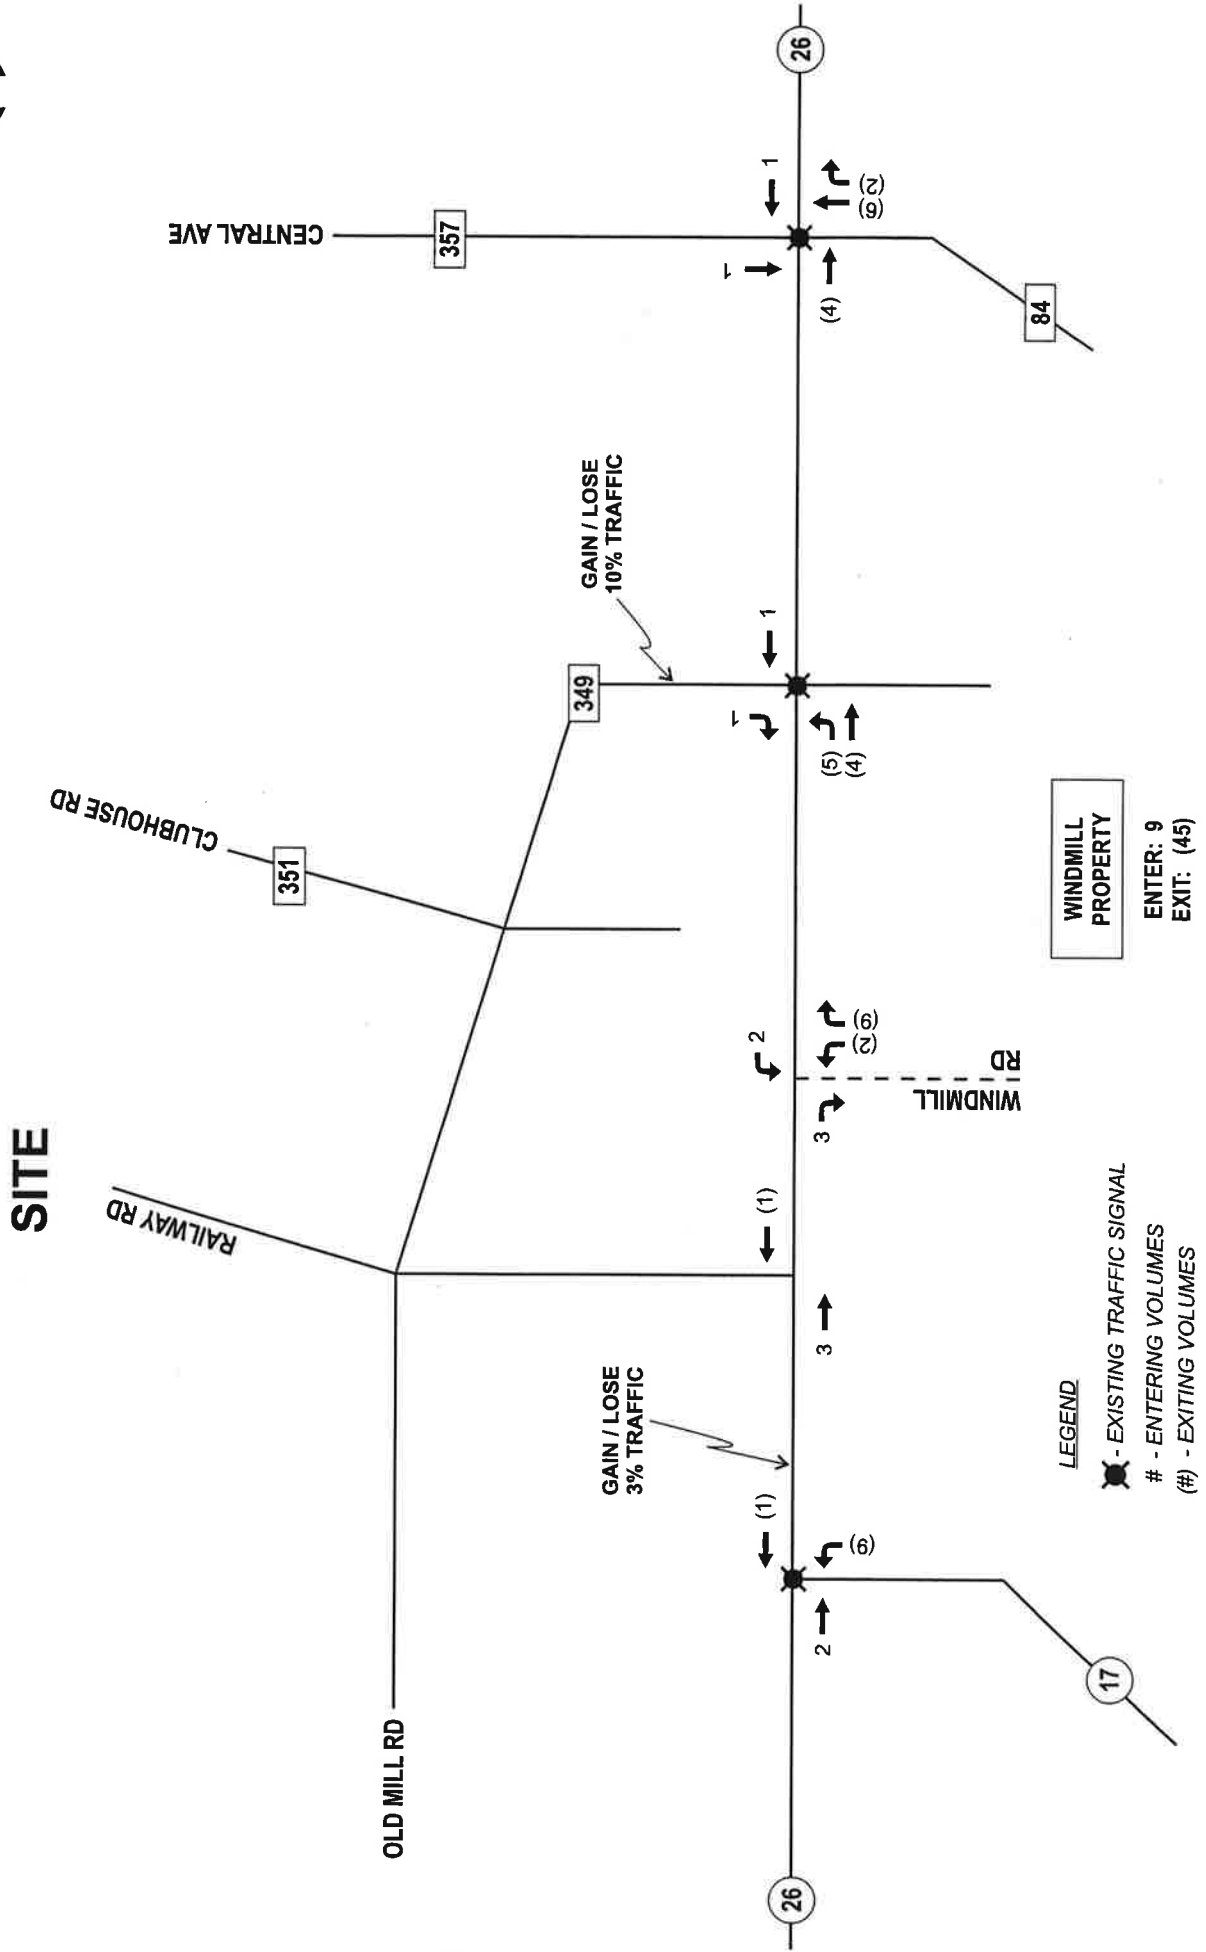 SITE
RAILWAY RD
CLUBHOUSE RD
351
CENTRAL AVE
357
OLD MILL RD
349
GAIN / LOSE
3% TRAFFIC
GAIN / LOSE
10% TRAFFIC
26
2
(1)
(9)
17
3
(1)
3
2
(2)
(9)
WINDMILL
RD
1
(5)
(4)
1
1
(4)
1
(9)
(2)
84
26
WINDMILL
PROPERTY
ENTER: 9
EXIT: (45)
LEGEND
- EXISTING TRAFFIC SIGNAL
# - ENTERING VOLUMES
(#) - EXITING VOLUMES